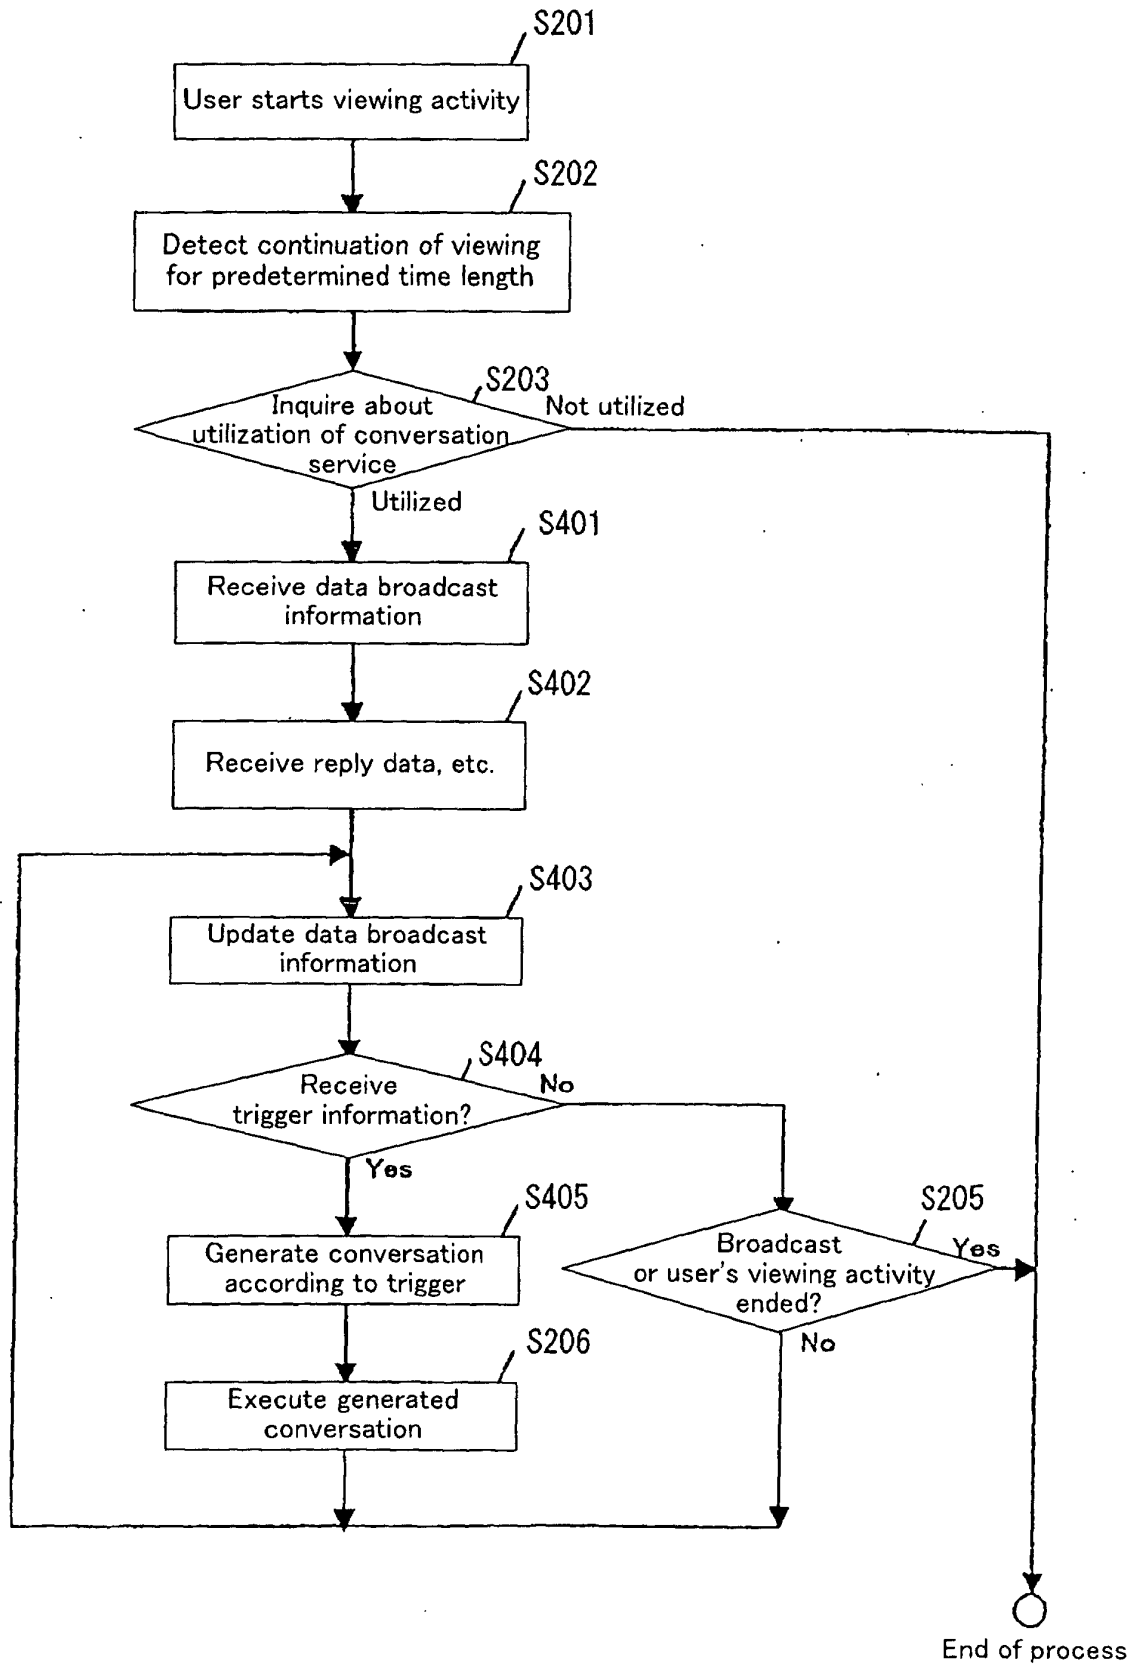 S201
User starts viewing activity
S202
Detect continuation of viewing
for predetermined time length
S203
Inquire about
utilization of conversation
service
Not utilized
Utilized
S401
Receive data broadcast
information
S402
Receive reply data, etc.
S403
Update data broadcast
information
S404
Receive
trigger information?
No
Yes
S405
Generate conversation
according to trigger
S205
Broadcast
or user's viewing activity
ended?
Yes
No
S206
Execute generated
conversation
End of process